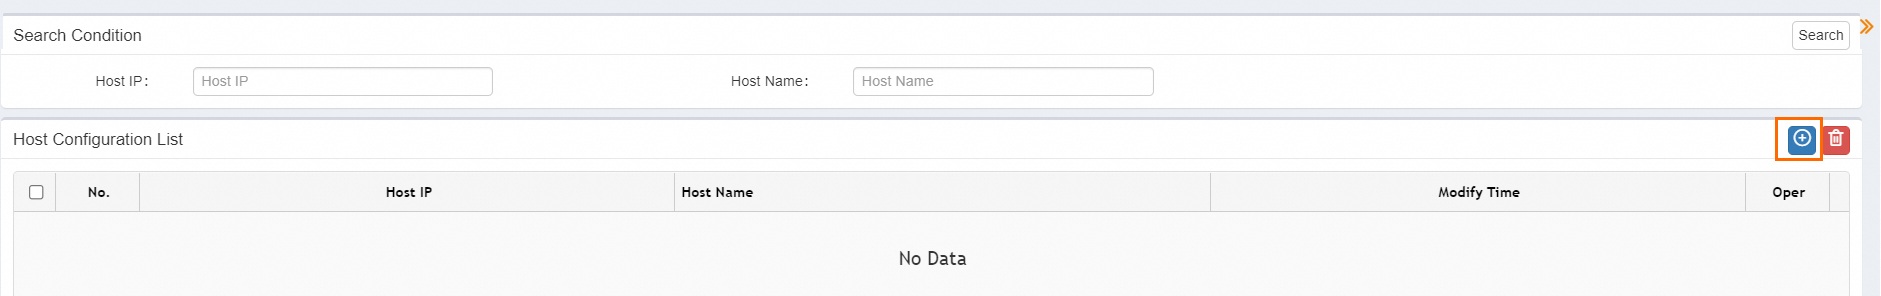 Search Condition
Search
Host IP:
Host IP
Host Name:
Host Name
Host Configuration List
No.
Host IP
Host Name
Modify Time
Oper
No Data